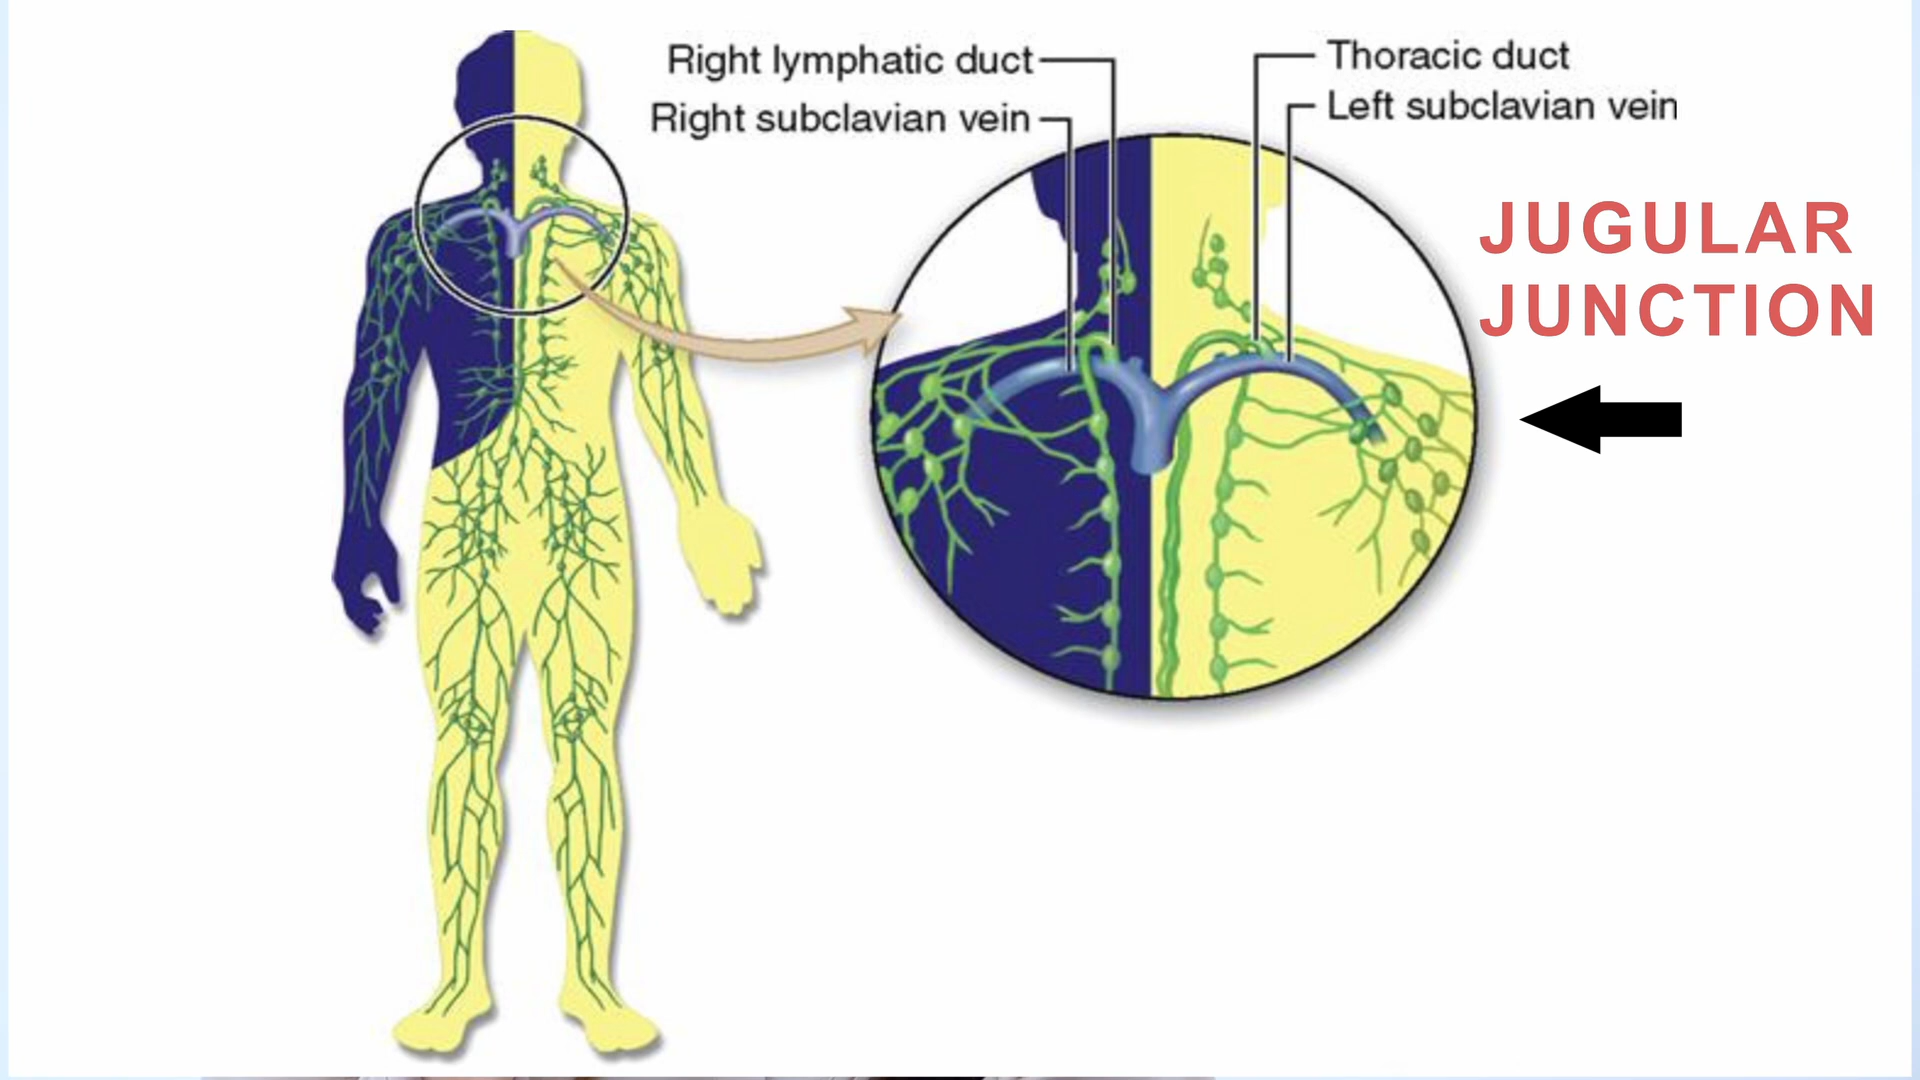 Right lymphatic duct
Right subclavian vein
Thoracic duct
Left subclavian vein
JUGULAR
JUNCTION